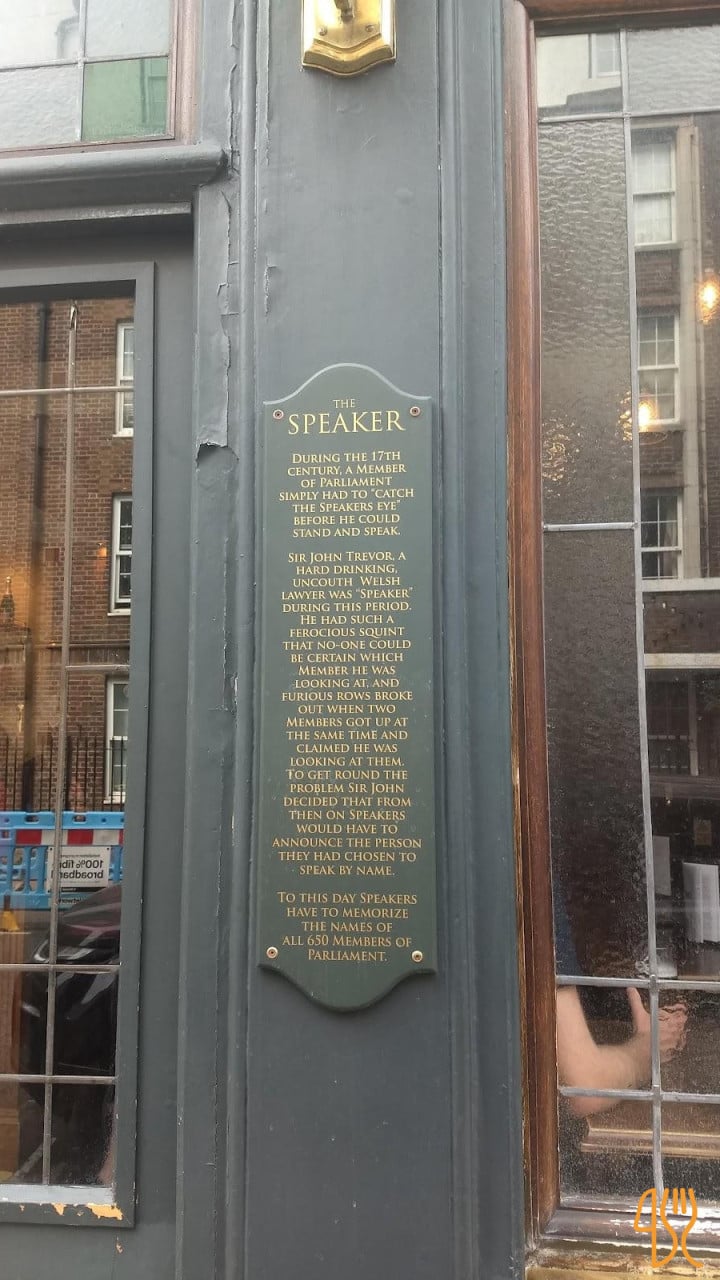 THE
SPEAKER
DURING THE 17TH
CENTURY, A MEMBER
OF PARLIAMENT
SIMPLY HAD TO "CATCH
THE SPEAKERS EYE"
BEFORE HE COULD
STAND AND SPEAK.
SIR JOHN TREVOR, A
HARD DRINKING,
UNCOUTH WELSH
LAWYER WAS "SPEAKER"
DURING THIS PERIOD.
HE HAD SUCH A
FEROCIOUS SQUINT
THAT NO-ONE COULD
BE CERTAIN WHICH
MEMBER HE WAS
LOOKING AT, AND
FURIOUS ROWS BROKE
OUT WHEN TWO
MEMBERS GOT UP AT
THE SAME TIME AND
CLAIMED HE WAS
LOOKING AT THEM.
TO GET ROUND THE
PROBLEM SIR JOHN
DECIDED THAT FROM
THEN ON SPEAKERS
WOULD HAVE TO
ANNOUNCE THE PERSON
THEY HAD CHOSEN TO
SPEAK BY NAME.
TO THIS DAY SPEAKERS
HAVE TO MEMORIZE
THE NAMES OF
ALL 650 MEMBERS OF
PARLIAMENT.
100% fibre
broadband